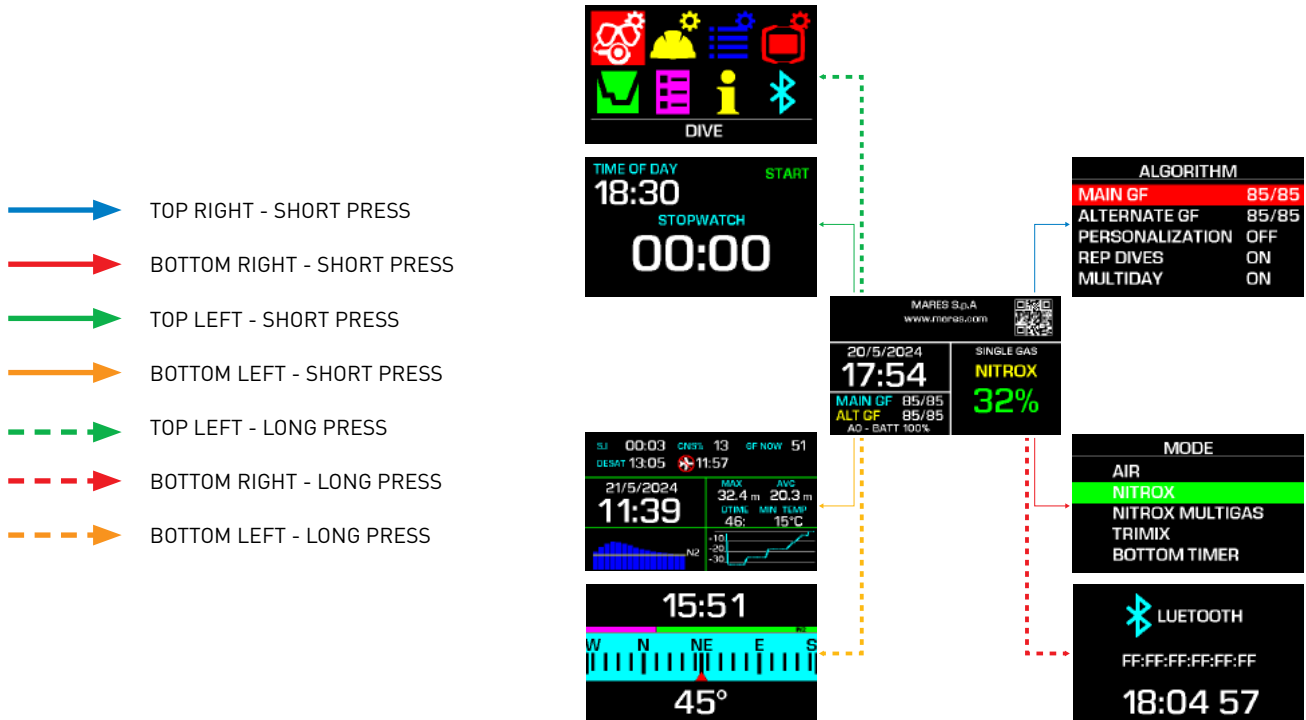 TOP RIGHT - SHORT PRESS
BOTTOM RIGHT - SHORT PRESS
TOP LEFT - SHORT PRESS
BOTTOM LEFT - SHORT PRESS
TOP LEFT - LONG PRESS
BOTTOM RIGHT - LONG PRESS
BOTTOM LEFT - LONG PRESS
DIVE
TIME OF DAY
START
18:30
STOPWATCH
00:00
S.I 00:03 CNS% 13 GF NOW 51
DESAT 13:05 11:57
21/5/2024
11:39
MAX AVG
32.4 m 20.3 m
DTIME MIN TEMP
46: 15°C
N2
-10
-20
-30
15:51
W N NE E S
45°
MARES S.p.A
www.mares.com
20/5/2024
17:54
MAIN GF 85/85
ALT GF 85/85
A0 - BATT 100%
SINGLE GAS
NITROX
32%
ALGORITHM
MAIN GF 85/85
ALTERNATE GF 85/85
PERSONALIZATION OFF
REP DIVES ON
MULTIDAY ON
MODE
AIR
NITROX
NITROX MULTIGAS
TRIMIX
BOTTOM TIMER
LUETOOTH
FF:FF:FF:FF:FF:FF
18:04 57